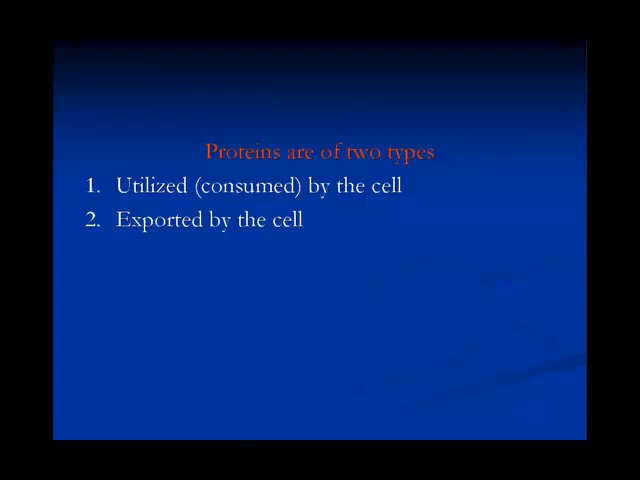 Proteins are of two types
1. Utilized (consumed) by the cell
2. Exported by the cell